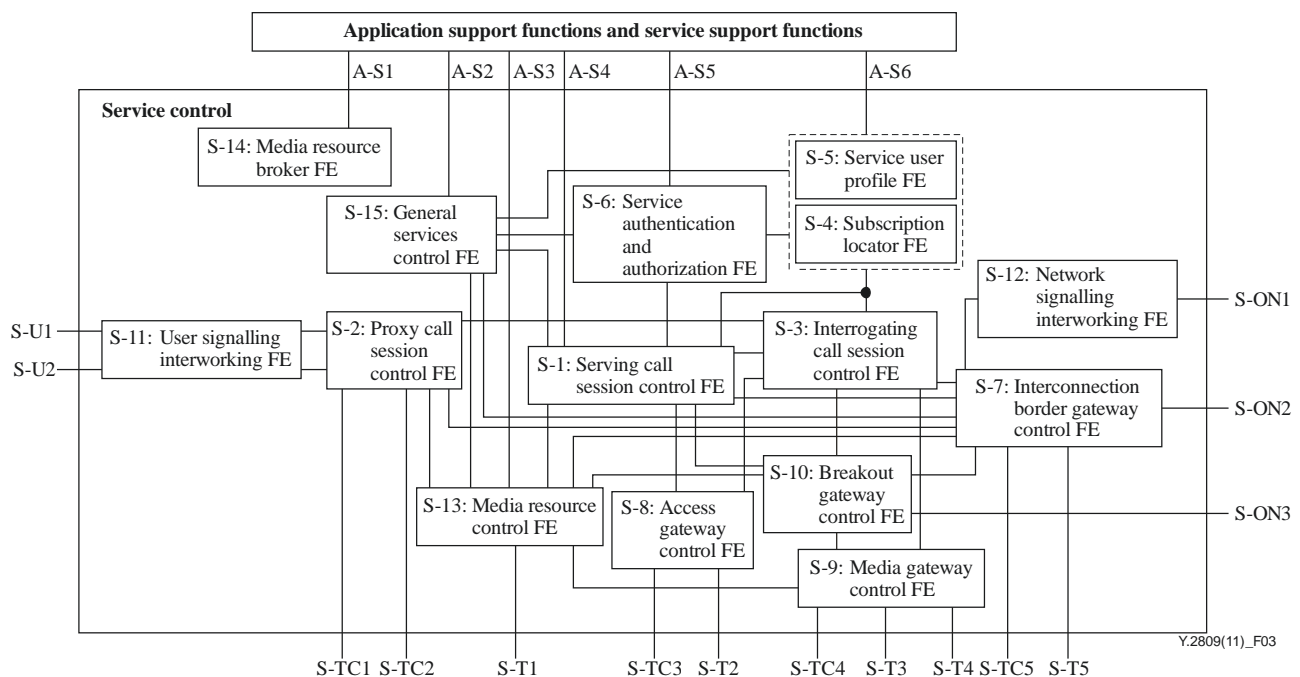 Application support functions and service support functions
A-S1
A-S2
A-S3
A-S4
A-S5
A-S6
Service control
S-14: Media resource
broker FE
S-5: Service user
profile FE
S-15: General
services
control FE
S-6: Service
authentication
and
authorization FE
S-4: Subscription
locator FE
S-12: Network
signalling
interworking FE
S-ON1
S-U1
S-U2
S-11: User signalling
interworking FE
S-2: Proxy call
session
control FE
S-3: Interrogating
call session
control FE
S-1: Serving call
session control FE
S-7: Interconnection
border gateway
control FE
S-ON2
S-10: Breakout
gateway
control FE
S-13: Media resource
control FE
S-8: Access
gateway
control FE
S-ON3
S-9: Media gateway
control FE
Y.2809(11)_F03
S-TC1
S-TC2
S-T1
S-TC3
S-T2
S-TC4
S-T3
S-T4
S-TC5
S-T5